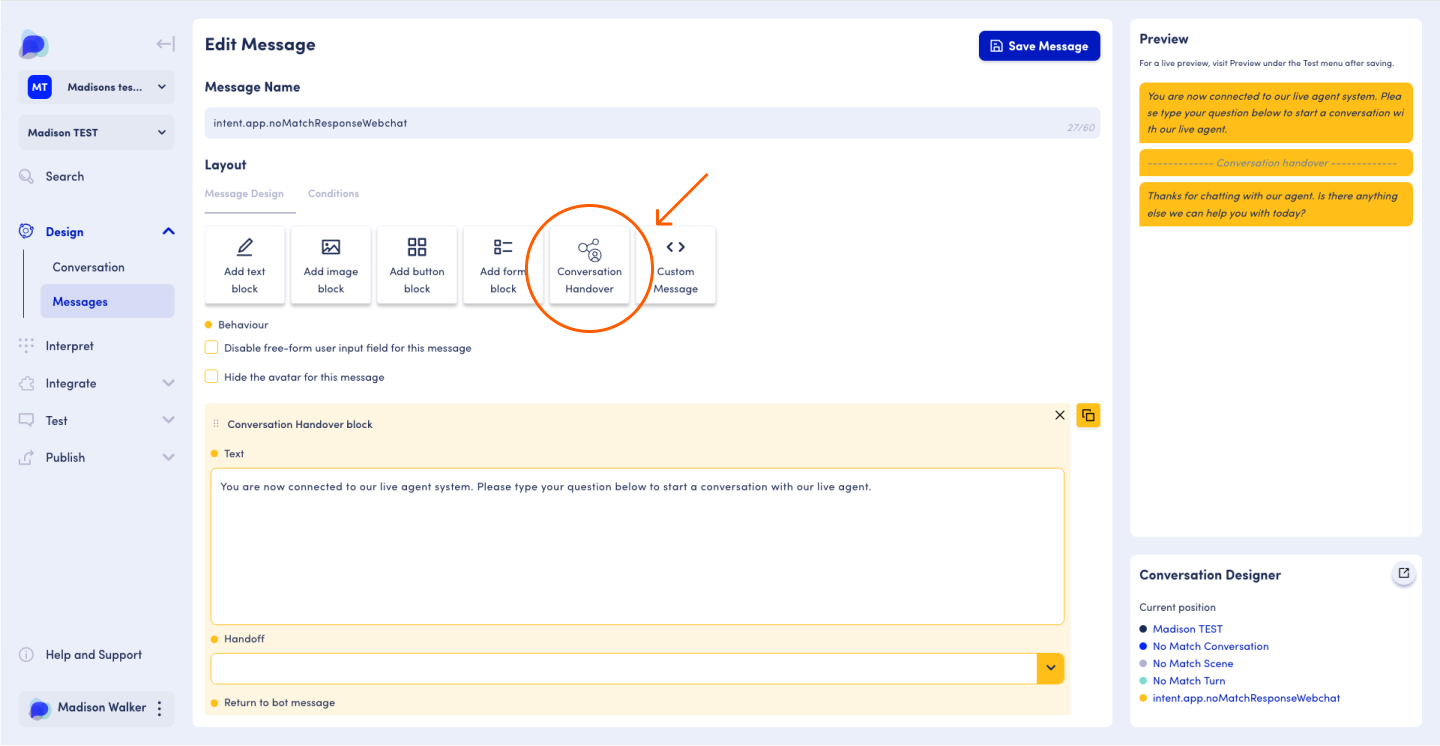 MT
Madisons tes...
Madison TEST
Search
Design
Conversation
Messages
Interpret
Integrate
Test
Publish
Help and Support
Madison Walker
Edit Message
Save Message
Message Name
intent.app.noMatchResponseWebchat
27/60
Layout
Message Design
Conditions
Add text
block
Add image
block
Add button
block
Add form
block
Conversation
Handover
Custom
Message
Behaviour
Disable free-form user input field for this message
Hide the avatar for this message
Conversation Handover block
Text
You are now connected to our live agent system. Please type your question below to start a conversation with our live agent.
Handoff
Return to bot message
Preview
For a live preview, visit Preview under the Test menu after saving.
You are now connected to our live agent system. Plea
se type your question below to start a conversation wi
th our live agent.
------------- Conversation handover -------------
Thanks for chatting with our agent. Is there anything
else we can help you with today?
Conversation Designer
Current position
Madison TEST
No Match Conversation
No Match Scene
No Match Turn
intent.app.noMatchResponseWebchat